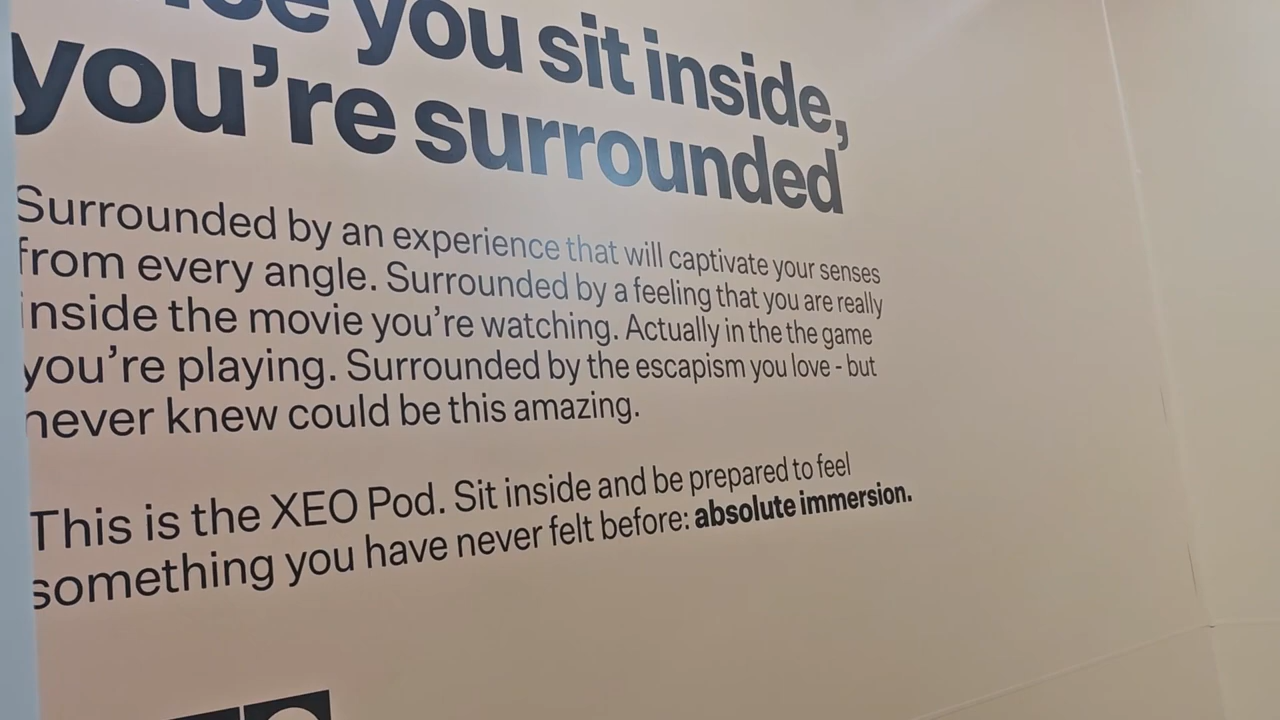 you sit inside,
you're surrounded
Surrounded by an experience that will captivate your senses
from every angle. Surrounded by a feeling that you are really
inside the movie you're watching. Actually in the the game
you're playing. Surrounded by the escapism you love - but
never knew could be this amazing.
This is the XEO Pod. Sit inside and be prepared to feel
something you have never felt before: absolute immersion.